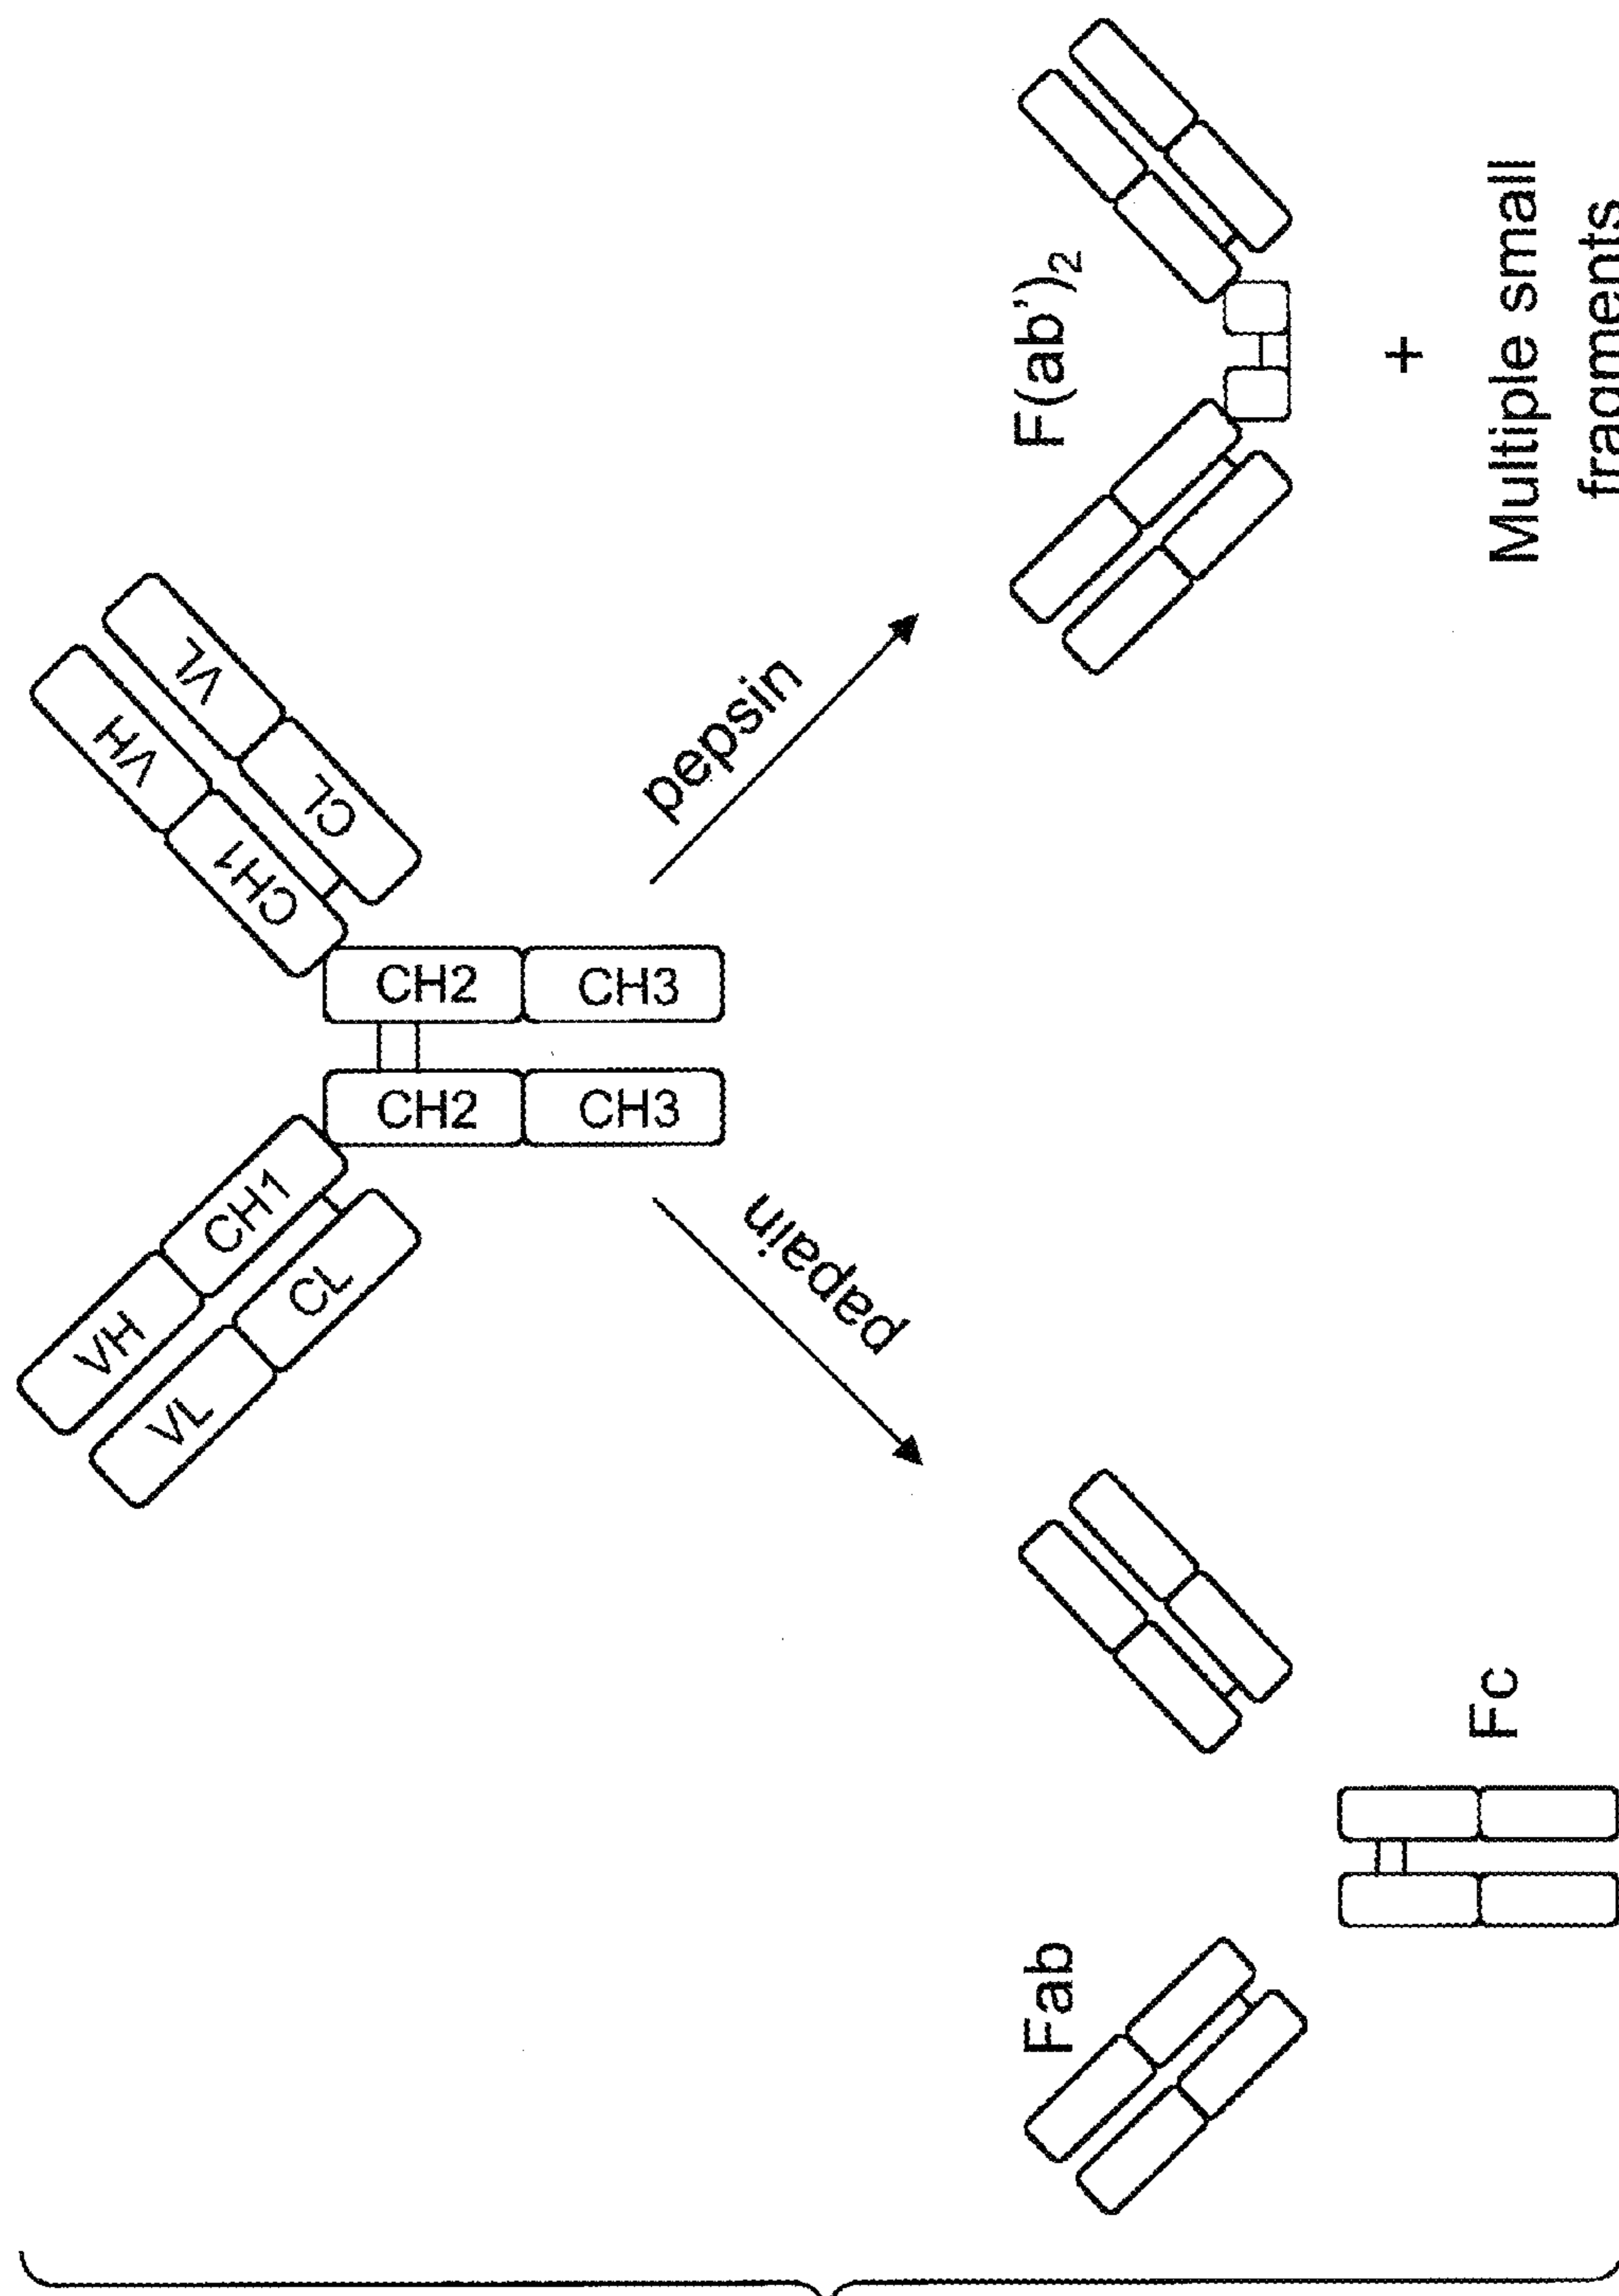 VH
VH
VL
VL
CH1
CH1
CL
CL
CH2
CH2
CH3
CH3
papain
pepsin
Fab
F(ab')₂
Fc
+
Multiple small
fragments